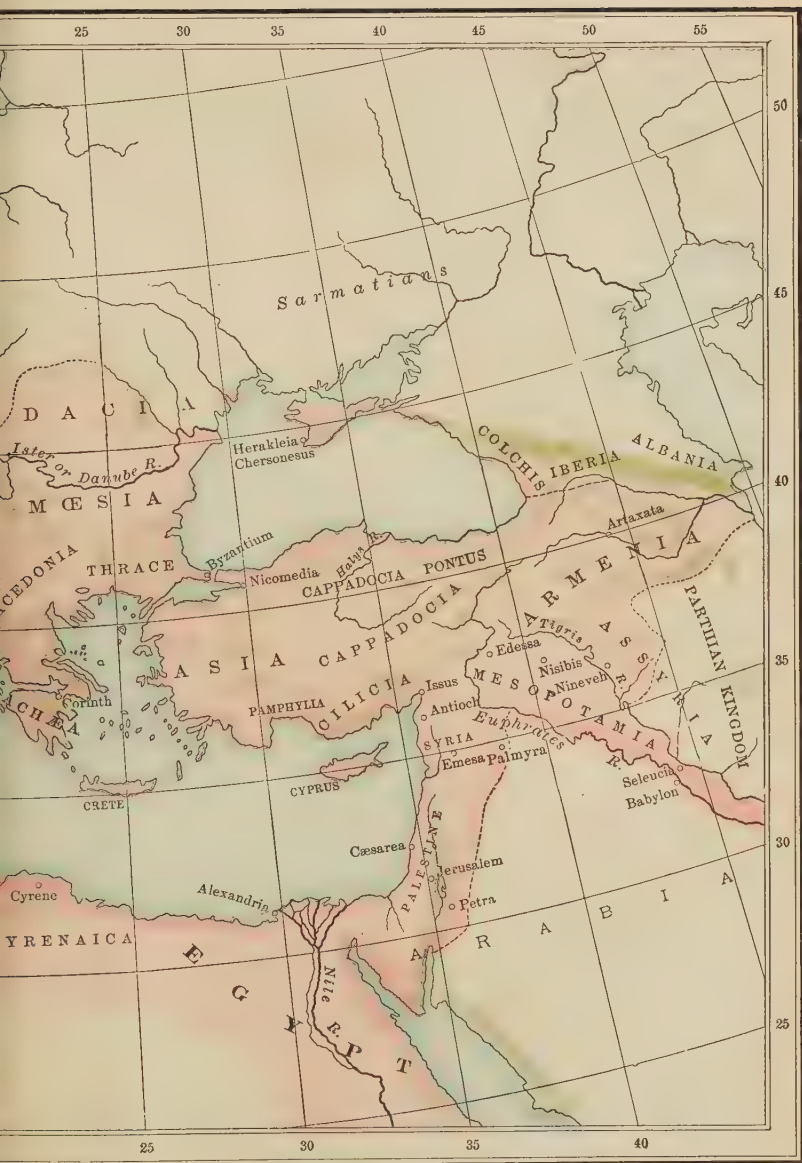 25 30 35 40 45 50 55
50
45
40
35
30
25
25 30 35 40
Sarmatians
DACIA
Ister or Danube R.
MŒSIA
Herakleia
Chersonesus
COLCHIS
IBERIA
ALBANIA
Artaxata
ARMENIA
ACEDONIA
THRACE
Byzantium
Nicomedia
Halys R.
CAPPADOCIA PONTUS
ASIA
CAPPADOCIA
PAMPHYLIA
CILICIA
Issus
Antioch
Edessa
Tigris R.
Nisibis
Nineveh
MESOPOTAMIA
ASSYRIA
PARTHIAN KINGDOM
Euphrates R.
SYRIA
Emesa
Palmyra
Seleucia
Babylon
Corinth
ACHÆA
CRETE
CYPRUS
Cæsarea
PALESTINE
Jerusalem
Petra
ARABIA
Cyrene
YRENAICA
Alexandria
EGYPT
Nile R.